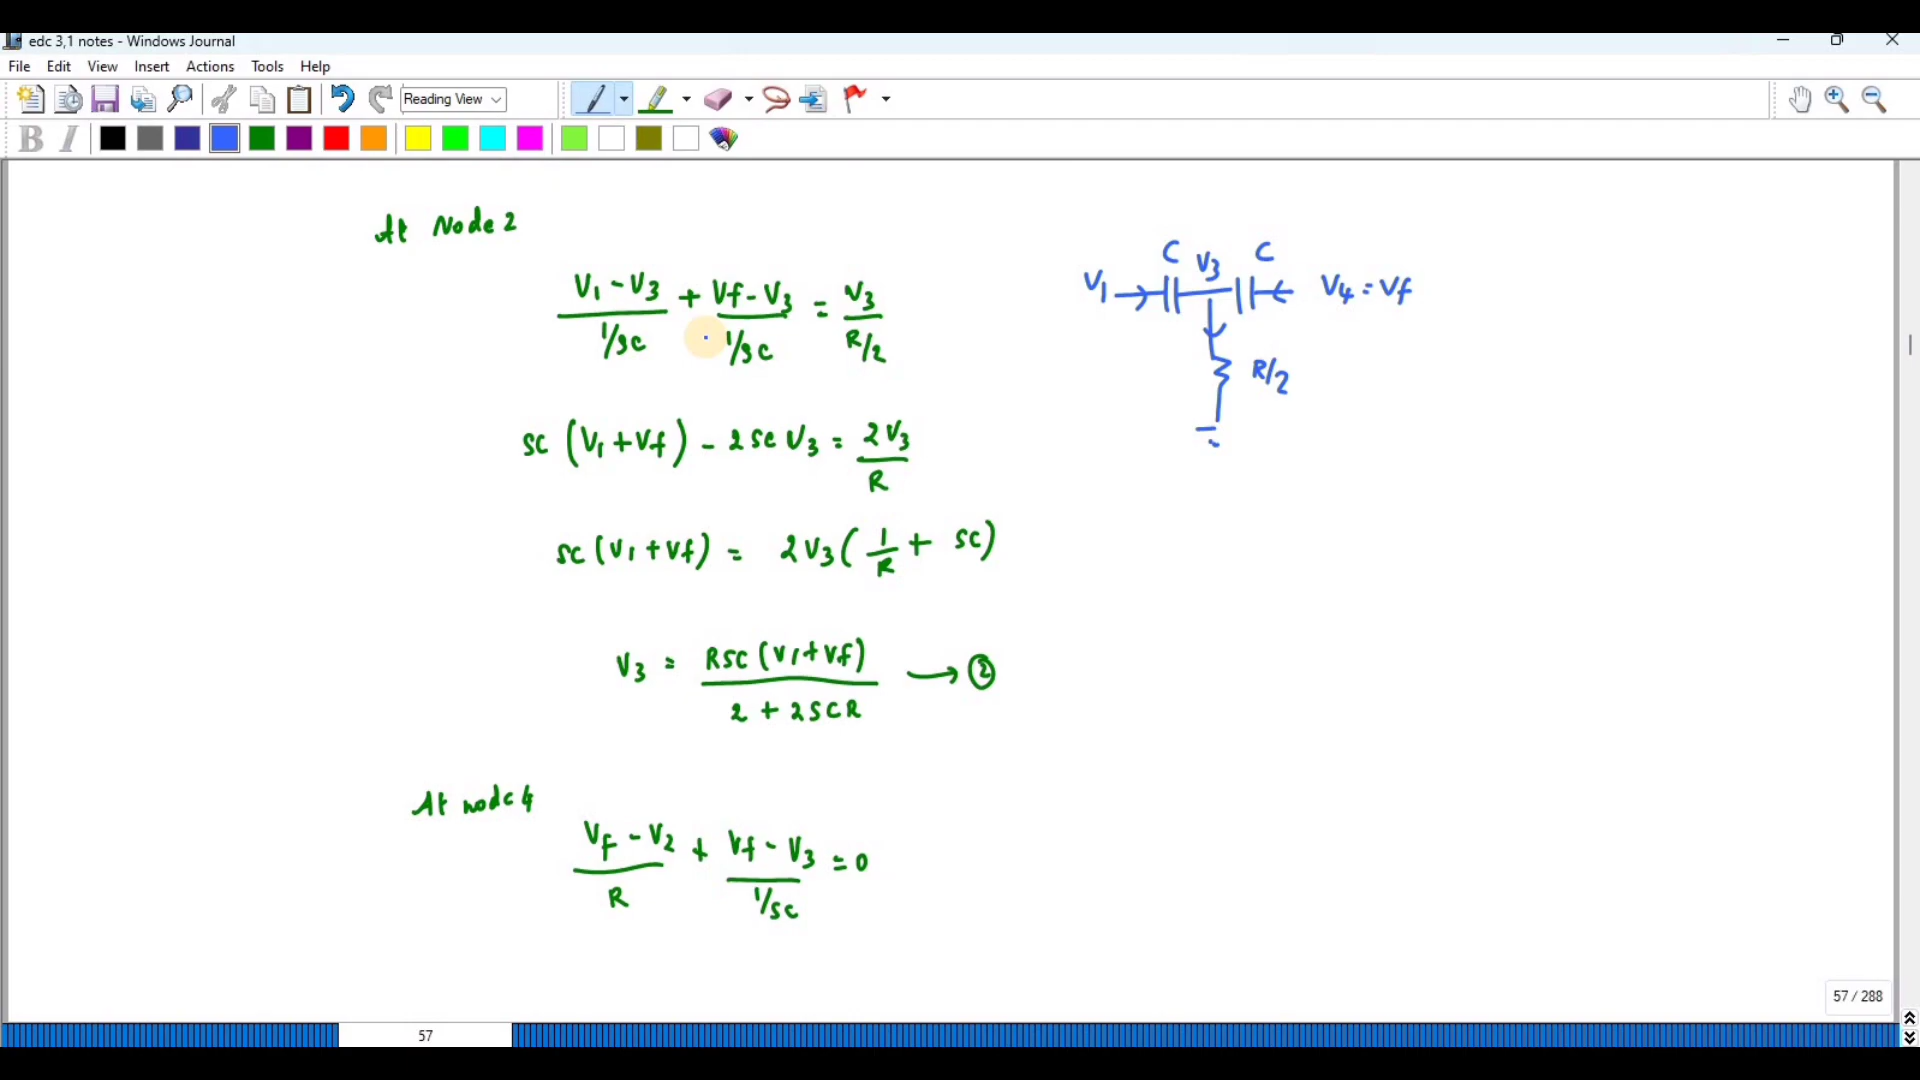 edc 3,1 notes - Windows Journal
File Edit View Insert Actions Tools Help
Reading View
B I
At Node 2
V1 - V3 / 1/sc + Vf - V3 / 1/sc = V3 / R/2
C V3 C
V1 V4 = Vf
R/2
sc (V1 + Vf) - 2 sc V3 = 2V3 / R
sc (V1 + Vf) = 2V3 (1/R + sc)
V3 = RSC (V1 + Vf) / 2 + 2SCR → ②
At node 4
Vf - V2 / R + Vf - V3 / 1/sc = 0
57 / 288
57